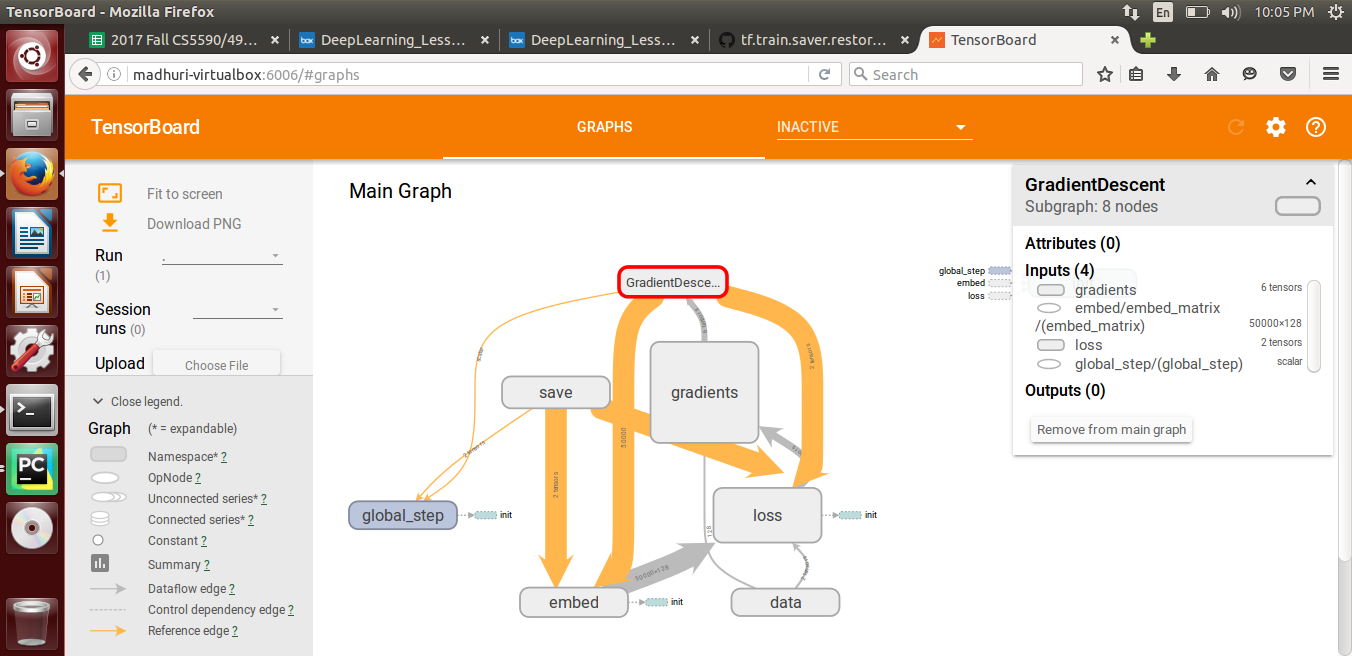 TensorBoard - Mozilla Firefox
En
10:05 PM
2017 Fall CS5590/49...
DeepLearning_Less...
DeepLearning_Less...
tf.train.saver.restor...
TensorBoard
madhuri-virtualbox:6006/#graphs
Search
TensorBoard
GRAPHS
INACTIVE
Fit to screen
Download PNG
Run
(1)
.
Session
runs (0)
Upload
Choose File
Close legend.
Graph
(* = expandable)
Namespace* ?
OpNode ?
Unconnected series* ?
Connected series* ?
Constant ?
Summary ?
Dataflow edge ?
Control dependency edge ?
Reference edge ?
Main Graph
GradientDesce...
2 tensors
save
gradients
2 tensors
2 tensors
50000
global_step
init
loss
init
128
50000×128
embed
init
data
global_step
embed
loss
GradientDescent
Subgraph: 8 nodes
Attributes (0)
Inputs (4)
gradients
6 tensors
embed/embed_matrix
/(embed_matrix)
50000×128
loss
2 tensors
global_step/(global_step)
scalar
Outputs (0)
Remove from main graph
PC